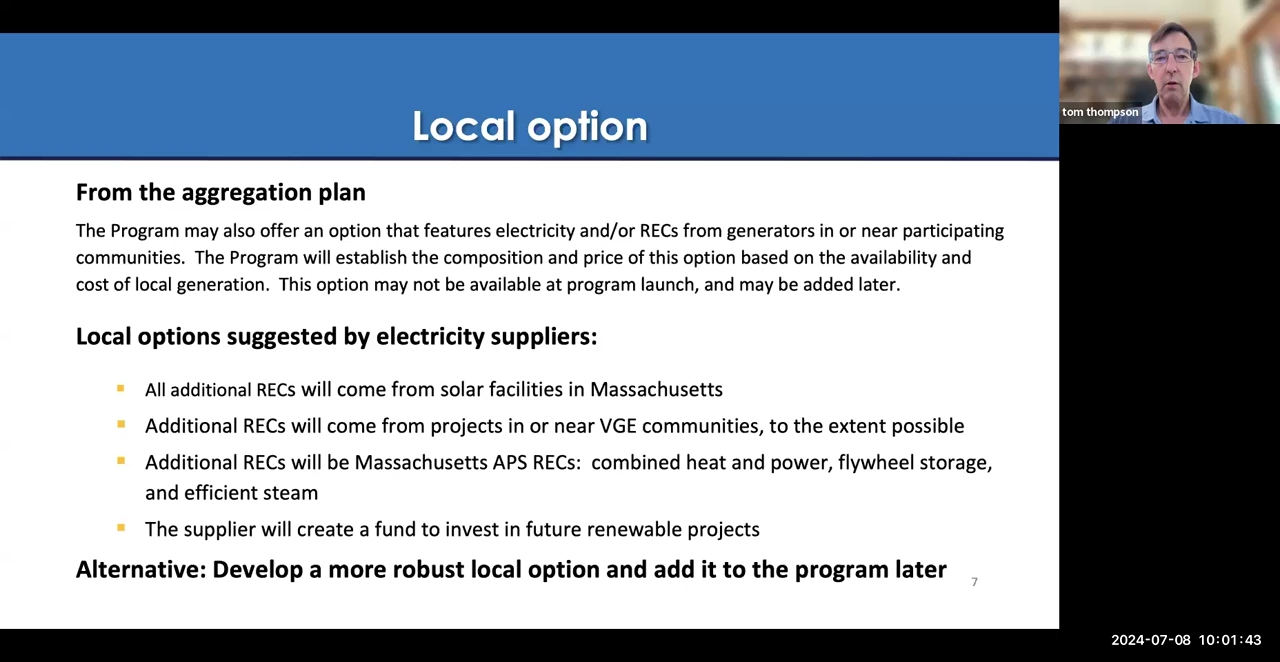 Local option
tom thompson
From the aggregation plan
The Program may also offer an option that features electricity and/or RECs from generators in or near participating
communities.  The Program will establish the composition and price of this option based on the availability and
cost of local generation.  This option may not be available at program launch, and may be added later.
Local options suggested by electricity suppliers:
▪ All additional RECs will come from solar facilities in Massachusetts
▪ Additional RECs will come from projects in or near VGE communities, to the extent possible
▪ Additional RECs will be Massachusetts APS RECs:  combined heat and power, flywheel storage,
and efficient steam
▪ The supplier will create a fund to invest in future renewable projects
Alternative: Develop a more robust local option and add it to the program later
7
2024-07-08 10:01:43